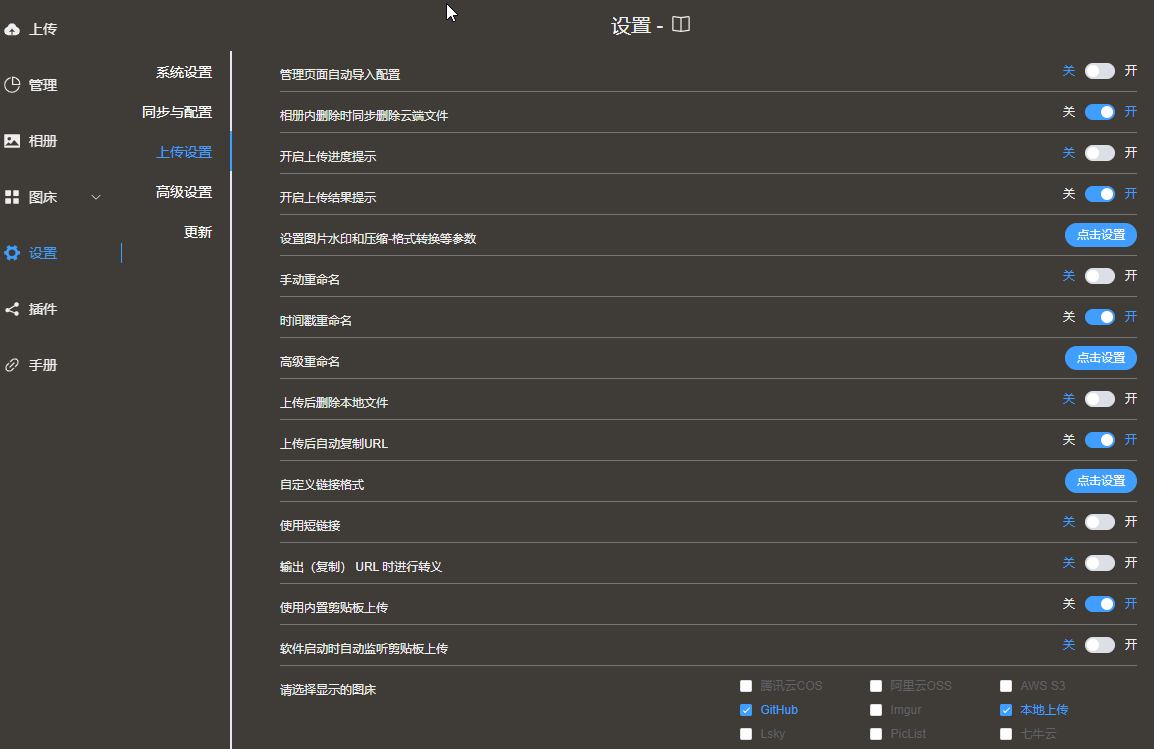 设置 -
上传
管理
相册
图床
设置
插件
手册
系统设置
同步与配置
上传设置
高级设置
更新
管理页面自动导入配置 关 开
相册内删除时同步删除云端文件 关 开
开启上传进度提示 关 开
开启上传结果提示 关 开
设置图片水印和压缩-格式转换等参数 点击设置
手动重命名 关 开
时间戳重命名 关 开
高级重命名 点击设置
上传后删除本地文件 关 开
上传后自动复制URL 关 开
自定义链接格式 点击设置
使用短链接 关 开
输出（复制） URL 时进行转义 关 开
使用内置剪贴板上传 关 开
软件启动时自动监听剪贴板上传 关 开
请选择显示的图床 腾讯云COS 阿里云OSS AWS S3
GitHub Imgur 本地上传
Lsky PicList 七牛云